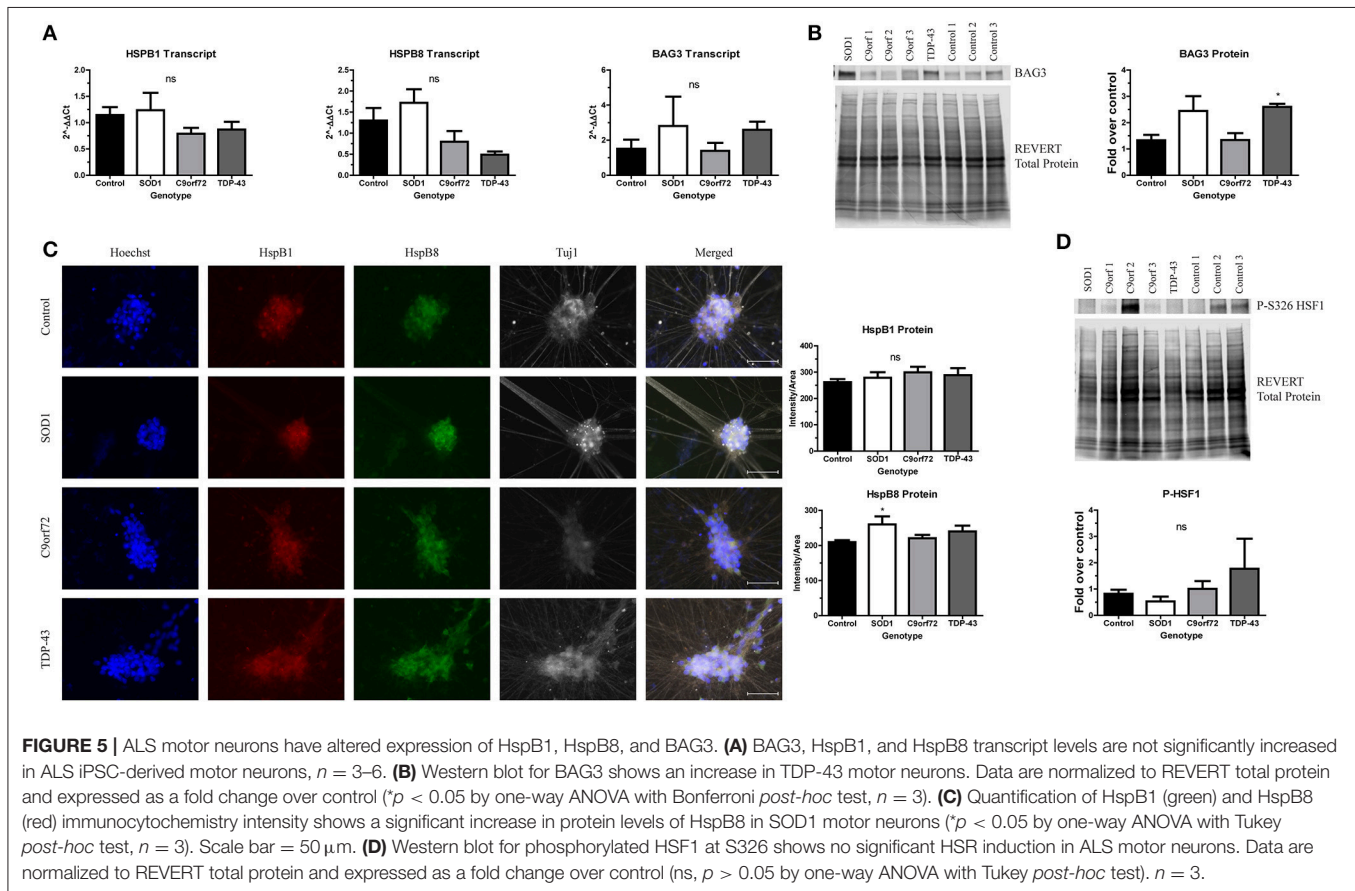 A
HSPB1 Transcript
ns
2^-ΔΔCt
2.0
1.5
1.0
0.5
0.0
Control
SOD1
C9orf72
TDP-43
Genotype
HSPB8 Transcript
ns
2^-ΔΔCt
2.5
2.0
1.5
1.0
0.5
0.0
Control
SOD1
C9orf72
TDP-43
Genotype
BAG3 Transcript
ns
2^-ΔΔCt
6
4
2
0
Control
SOD1
C9orf72
TDP-43
Genotype
B
SOD1
C9orf 1
C9orf 2
C9orf 3
TDP-43
Control 1
Control 2
Control 3
BAG3
REVERT
Total Protein
BAG3 Protein
*
Fold over control
4
3
2
1
0
Control
SOD1
C9orf72
TDP-43
Genotype
C
Hoechst
HspB1
HspB8
Tuj1
Merged
Control
SOD1
C9orf72
TDP-43
HspB1 Protein
ns
Intensity/Area
400
300
200
100
0
Control
SOD1
C9orf72
TDP-43
Genotype
HspB8 Protein
*
Intensity/Area
300
200
100
0
Control
SOD1
C9orf72
TDP-43
Genotype
D
SOD1
C9orf 1
C9orf 2
C9orf 3
TDP-43
Control 1
Control 2
Control 3
P-S326 HSF1
REVERT
Total Protein
P-HSF1
ns
Fold over control
4
3
2
1
0
Control
SOD1
C9orf72
TDP-43
Genotype
FIGURE 5 | ALS motor neurons have altered expression of HspB1, HspB8, and BAG3. (A) BAG3, HspB1, and HspB8 transcript levels are not significantly increased
in ALS iPSC-derived motor neurons, n = 3–6. (B) Western blot for BAG3 shows an increase in TDP-43 motor neurons. Data are normalized to REVERT total protein
and expressed as a fold change over control (*p < 0.05 by one-way ANOVA with Bonferroni post-hoc test, n = 3). (C) Quantification of HspB1 (green) and HspB8
(red) immunocytochemistry intensity shows a significant increase in protein levels of HspB8 in SOD1 motor neurons (*p < 0.05 by one-way ANOVA with Tukey
post-hoc test, n = 3). Scale bar = 50 μm. (D) Western blot for phosphorylated HSF1 at S326 shows no significant HSR induction in ALS motor neurons. Data are
normalized to REVERT total protein and expressed as a fold change over control (ns, p > 0.05 by one-way ANOVA with Tukey post-hoc test). n = 3.